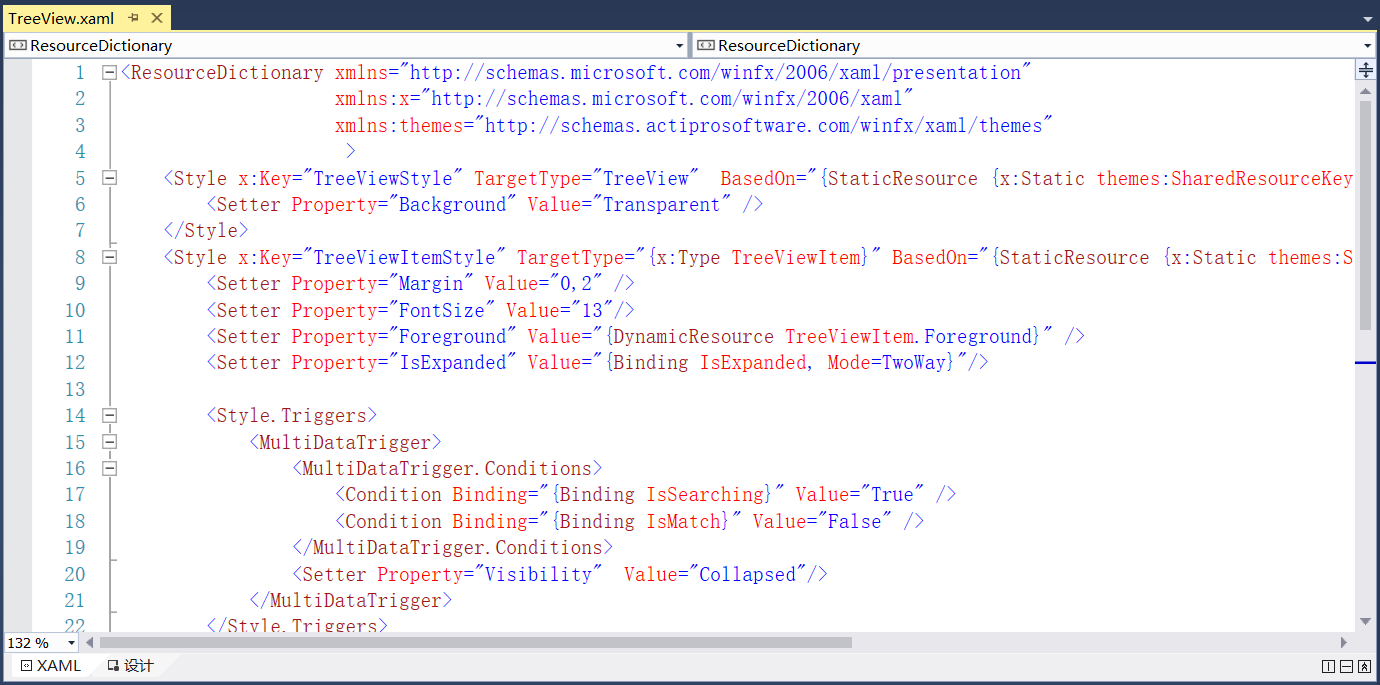 TreeView.xaml
ResourceDictionary
ResourceDictionary
1 <ResourceDictionary xmlns="http://schemas.microsoft.com/winfx/2006/xaml/presentation"
2 xmlns:x="http://schemas.microsoft.com/winfx/2006/xaml"
3 xmlns:themes="http://schemas.actiprosoftware.com/winfx/xaml/themes"
4 >
5 <Style x:Key="TreeViewStyle" TargetType="TreeView"  BasedOn="{StaticResource {x:Static themes:SharedResourceKey
6 <Setter Property="Background" Value="Transparent" />
7 </Style>
8 <Style x:Key="TreeViewItemStyle" TargetType="{x:Type TreeViewItem}" BasedOn="{StaticResource {x:Static themes:S
9 <Setter Property="Margin" Value="0,2" />
10 <Setter Property="FontSize" Value="13"/>
11 <Setter Property="Foreground" Value="{DynamicResource TreeViewItem.Foreground}" />
12 <Setter Property="IsExpanded" Value="{Binding IsExpanded, Mode=TwoWay}"/>
13
14 <Style.Triggers>
15 <MultiDataTrigger>
16 <MultiDataTrigger.Conditions>
17 <Condition Binding="{Binding IsSearching}" Value="True" />
18 <Condition Binding="{Binding IsMatch}" Value="False" />
19 </MultiDataTrigger.Conditions>
20 <Setter Property="Visibility"  Value="Collapsed"/>
21 </MultiDataTrigger>
22 </Style.Triggers>
132 %
XAML 设计